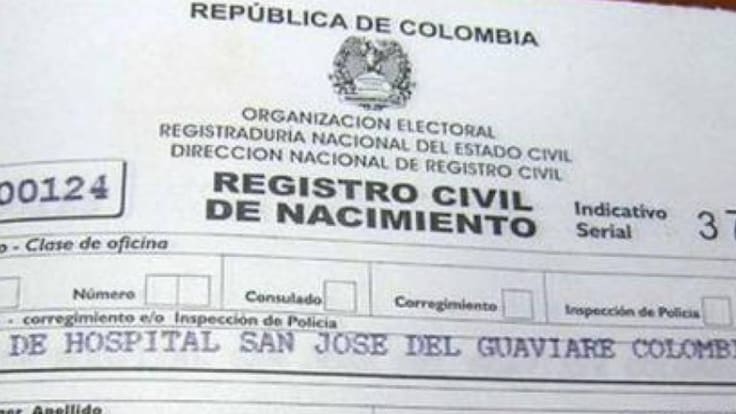 REPÚBLICA DE COLOMBIA
ORGANIZACION ELECTORAL
REGISTRADURIA NACIONAL DEL ESTADO CIVIL
DIRECCION NACIONAL DE REGISTRO CIVIL
00124
REGISTRO CIVIL
DE NACIMIENTO
Indicativo
Serial 37
o - Clase de oficina
Número Consulado Corregimiento Inspección de Policia
- corregimiento e/o Inspección de Policia
DE HOSPITAL SAN JOSE DEL GUAVIARE COLOMBI
mer Apellido